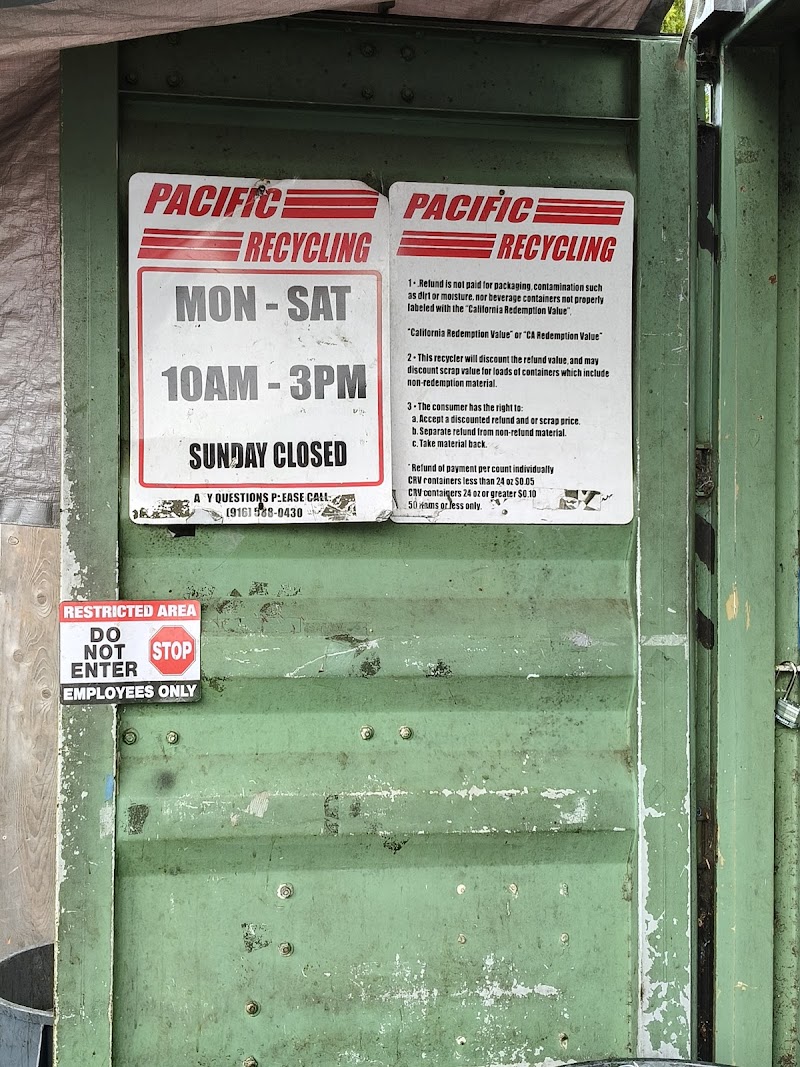 PACIFIC
RECYCLING
MON - SAT
10AM - 3PM
SUNDAY CLOSED
A Y QUESTIONS P EASE CALL:
(916) 588-0430
PACIFIC
RECYCLING
1 • .Refund is not paid for packaging, contamination such
as dirt or moisture, nor beverage containers not properly
labeled with the "California Redemption Value".
"California Redemption Value" or "CA Redemption Value"
2 • This recycler will discount the refund value, and may
discount scrap value for loads of containers which include
non-redemption material.
3 • The consumer has the right to:
a. Accept a discounted refund and or scrap price.
b. Separate refund from non-refund material.
c. Take material back.
* Refund of payment per count individually
CRV containers less than 24 oz $0.05
CRV containers 24 oz or greater $0.10
50 items or less only.
RESTRICTED AREA
DO
NOT
ENTER
STOP
EMPLOYEES ONLY